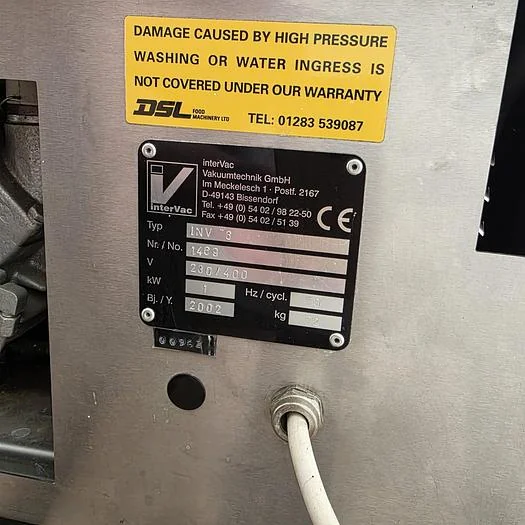 DAMAGE CAUSED BY HIGH PRESSURE
WASHING OR WATER INGRESS IS
NOT COVERED UNDER OUR WARRANTY
DSL FOOD MACHINERY LTD TEL: 01283 539087
interVac
Vakuumtechnik GmbH
Im Meckelesch 1 · Postf. 2167
D-49143 Bissendorf
Tel. +49 (0) 54 02 / 98 22-50
Fax +49 (0) 54 02 / 51 39
interVac
CE
Typ INV
Nr. / No. 1469
V 230/400
kW 1 Hz / cycl.
Bj. / Y. 2002 kg